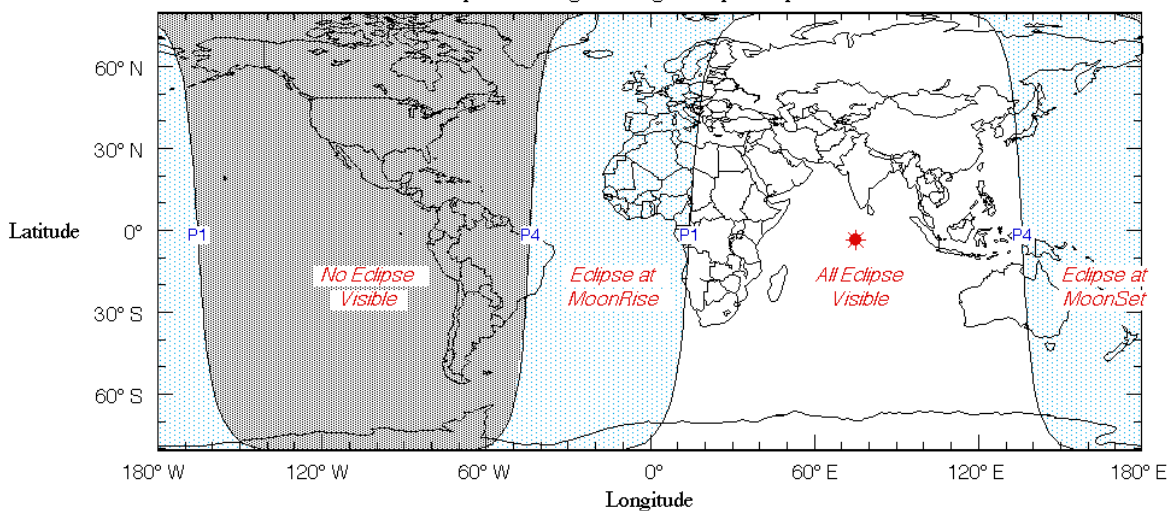 60° N
30° N
Latitude
0°
30° S
60° S
P1
P4
P1
P4
No Eclipse
Visible
Eclipse at
MoonRise
All Eclipse
Visible
Eclipse at
MoonSet
180° W
120° W
60° W
0°
60° E
120° E
180° E
Longitude